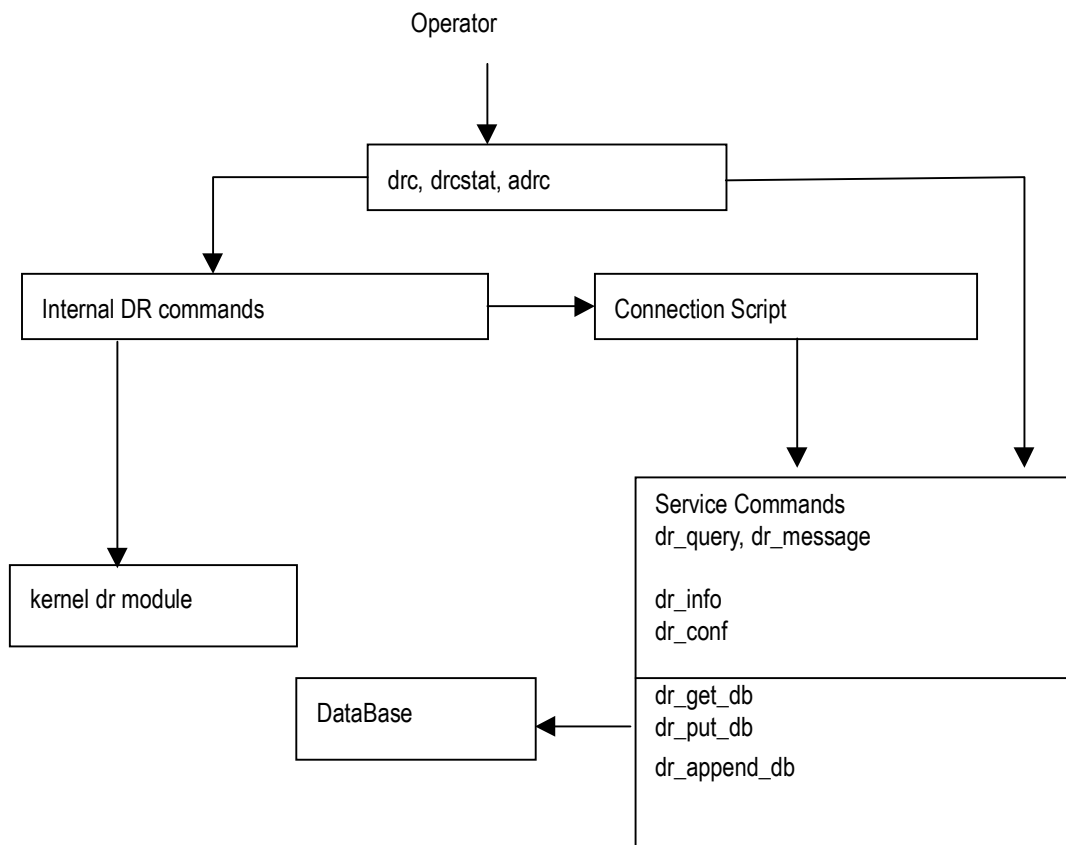 Operator
drc, drcstat, adrc
Internal DR commands
Connection Script
Service Commands
dr_query, dr_message
dr_info
dr_conf
kernel dr module
DataBase
dr_get_db
dr_put_db
dr_append_db